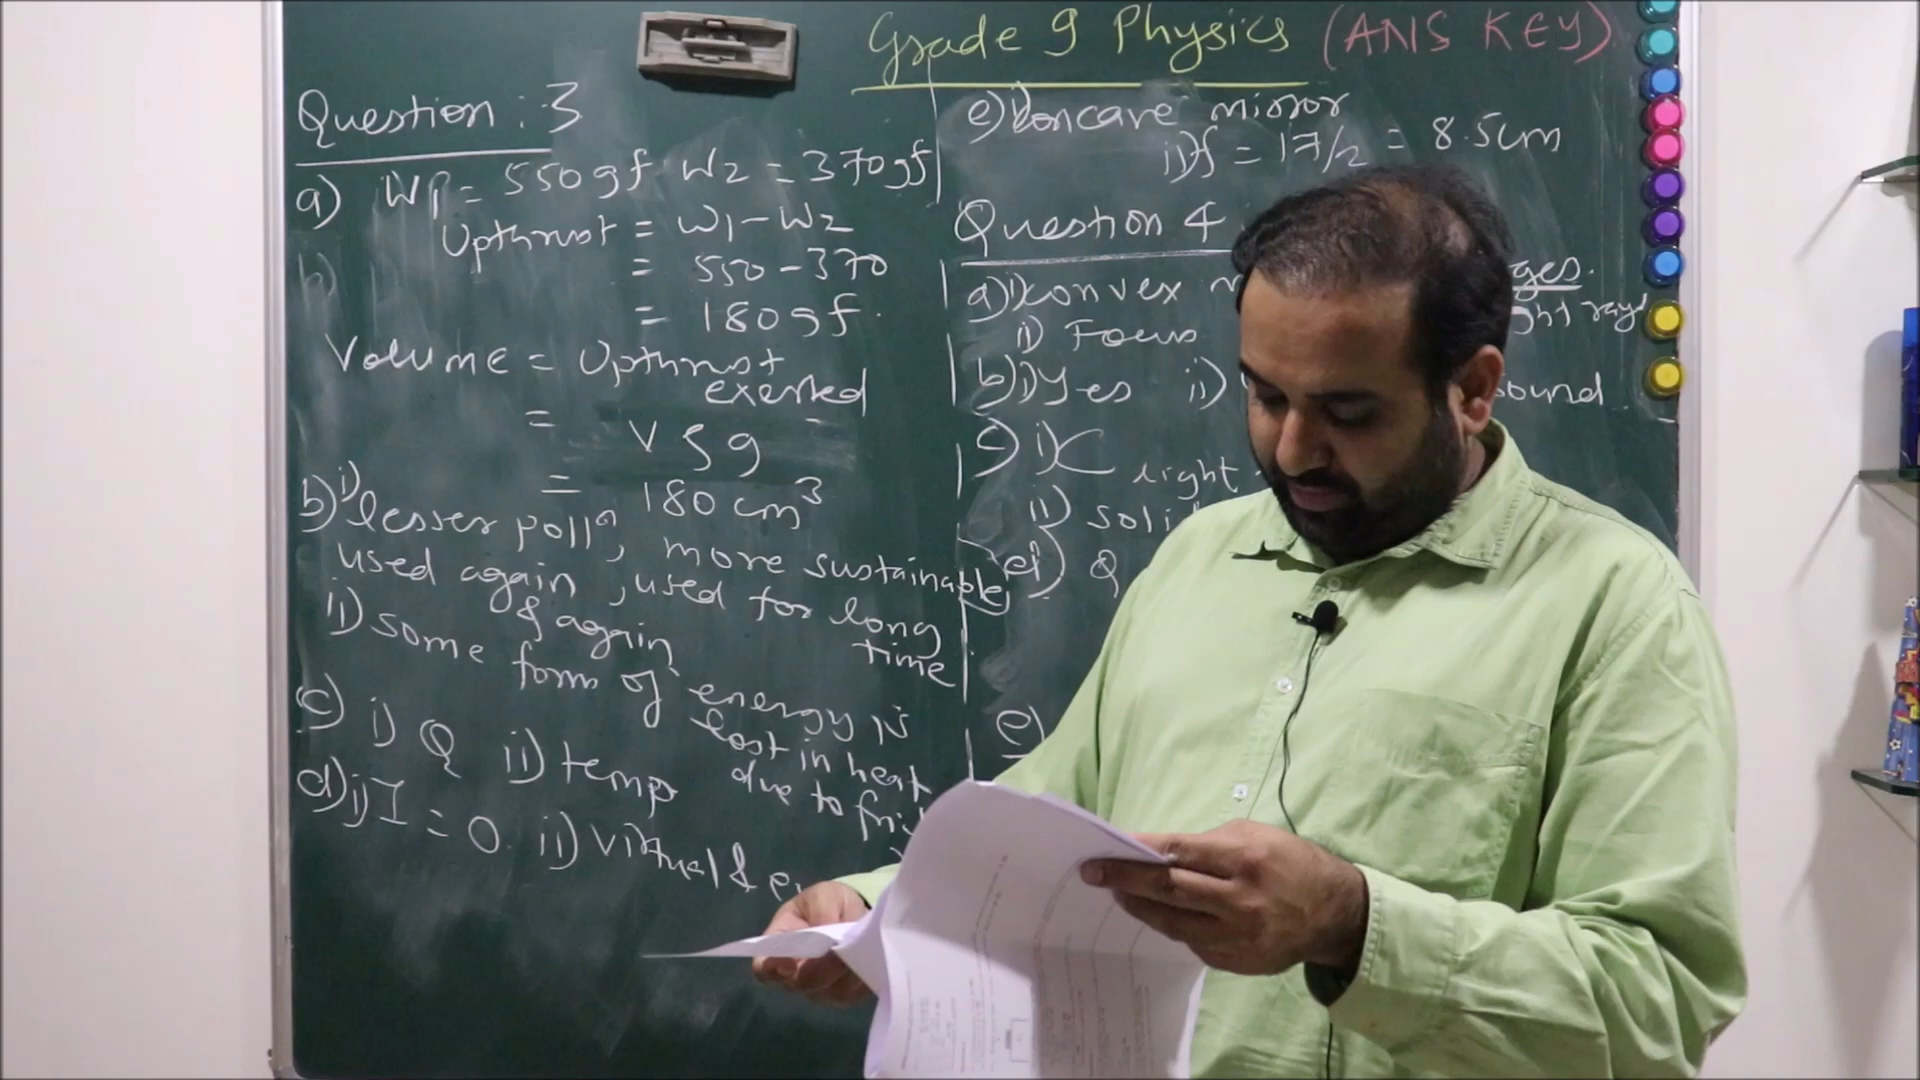 Grade 9 Physics (ANS KEY)
Question : 3
a) W1 = 550gf W2 = 370gf
Upthrust = W1 - W2
= 550 - 370
= 180gf.
Volume = Upthrust
exerted
= V ρ g
= 180 cm³
b) i) lesser polln, more sustainable,
used again , used for long
& again time
ii) some form of energy is
lost in heat
due to
c) i) Q ii) temp
d) i) I = 0. ii) virtual &
e) i) Concave mirror
ii) f = 17/2 = 8.5cm
Question 4
a) i) convex
ii) Focus
b) i) Yes ii)
i) C
light
ii)
Q
e)